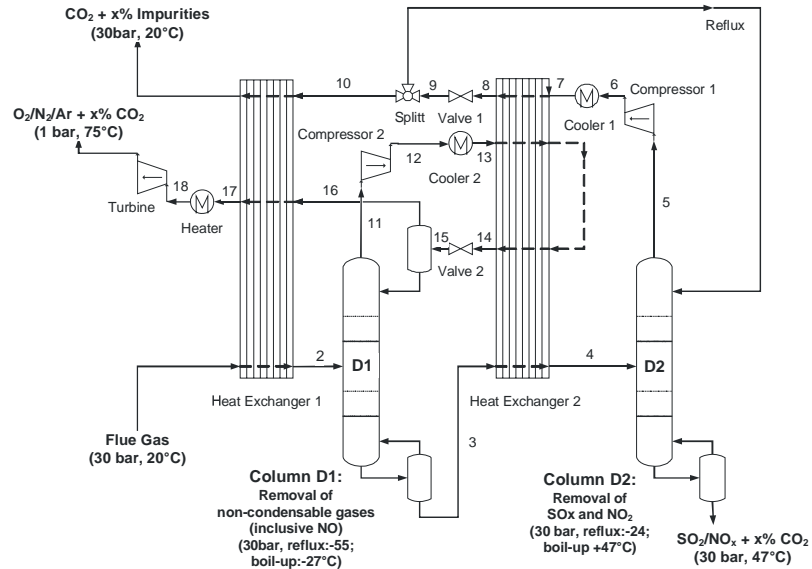 CO2 + x% Impurities
(30bar, 20°C)
Reflux
10
9
8
7
6
Compressor 1
Splitt
Valve 1
Cooler 1
O2/N2/Ar + x% CO2
(1 bar, 75°C)
Compressor 2
12
13
Cooler 2
18
17
16
Turbine
Heater
11
15
14
Valve 2
5
2
D1
4
D2
Heat Exchanger 1
Heat Exchanger 2
3
Flue Gas
(30 bar, 20°C)
Column D1:
Removal of
non-condensable gases
(inclusive NO)
(30bar, reflux:-55;
boil-up:-27°C)
Column D2:
Removal of
SOx and NO2
(30 bar, reflux:-24;
boil-up +47°C)
SO2/NOx + x% CO2
(30 bar, 47°C)